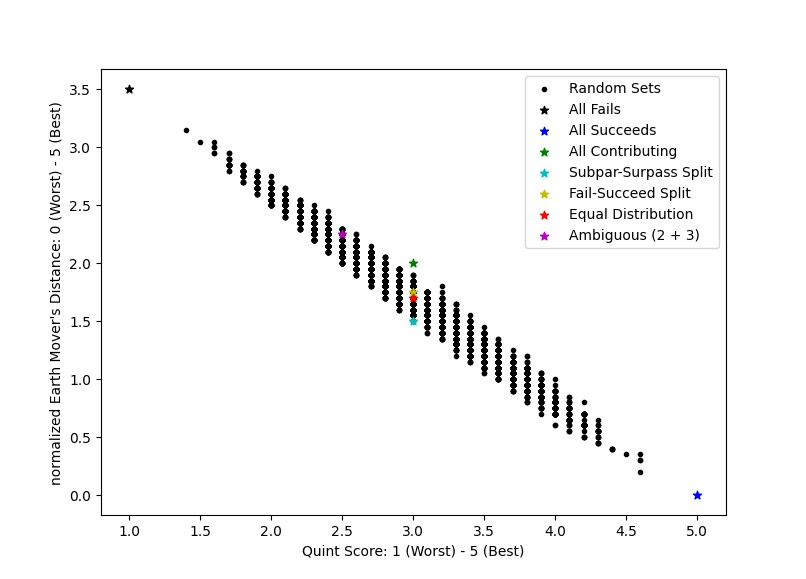 3.5
3.0
2.5
2.0
1.5
1.0
0.5
0.0
normalized Earth Mover's Distance: 0 (Worst) - 5 (Best)
Random Sets
All Fails
All Succeeds
All Contributing
Subpar-Surpass Split
Fail-Succeed Split
Equal Distribution
Ambiguous (2 + 3)
1.0 1.5 2.0 2.5 3.0 3.5 4.0 4.5 5.0
Quint Score: 1 (Worst) - 5 (Best)